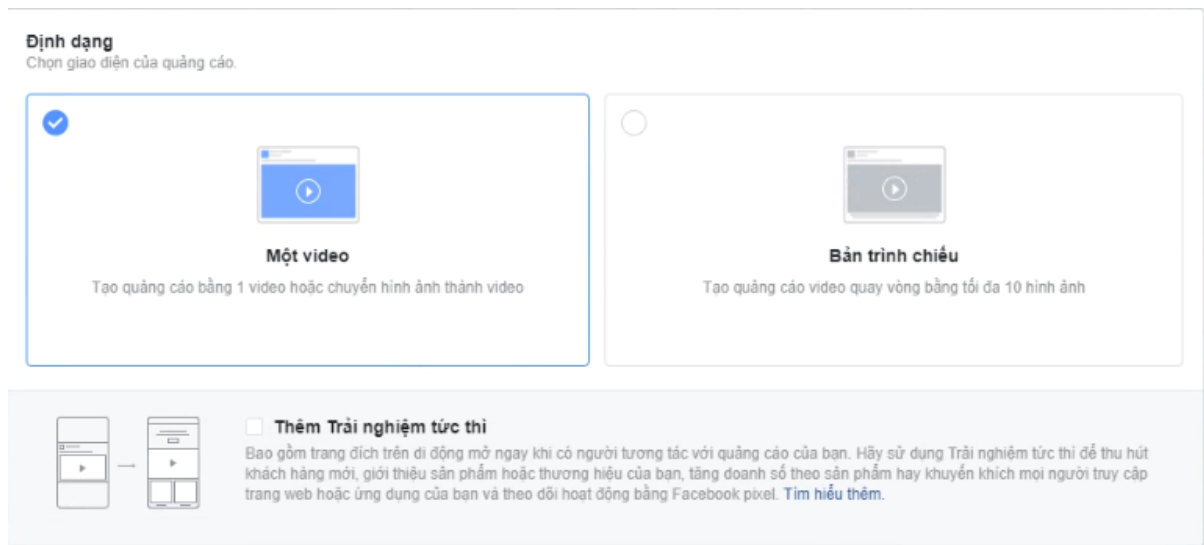 Định dạng
Chọn giao diện của quảng cáo.
Một video
Tạo quảng cáo bằng 1 video hoặc chuyển hình ảnh thành video
Bản trình chiếu
Tạo quảng cáo video quay vòng bằng tối đa 10 hình ảnh
Thêm Trải nghiệm tức thì
Bao gồm trang đích trên di động mở ngay khi có người tương tác với quảng cáo của bạn. Hãy sử dụng Trải nghiệm tức thì để thu hút
khách hàng mới, giới thiệu sản phẩm hoặc thương hiệu của bạn, tăng doanh số theo sản phẩm hay khuyến khích mọi người truy cập
trang web hoặc ứng dụng của bạn và theo dõi hoạt động bằng Facebook pixel. Tìm hiểu thêm.